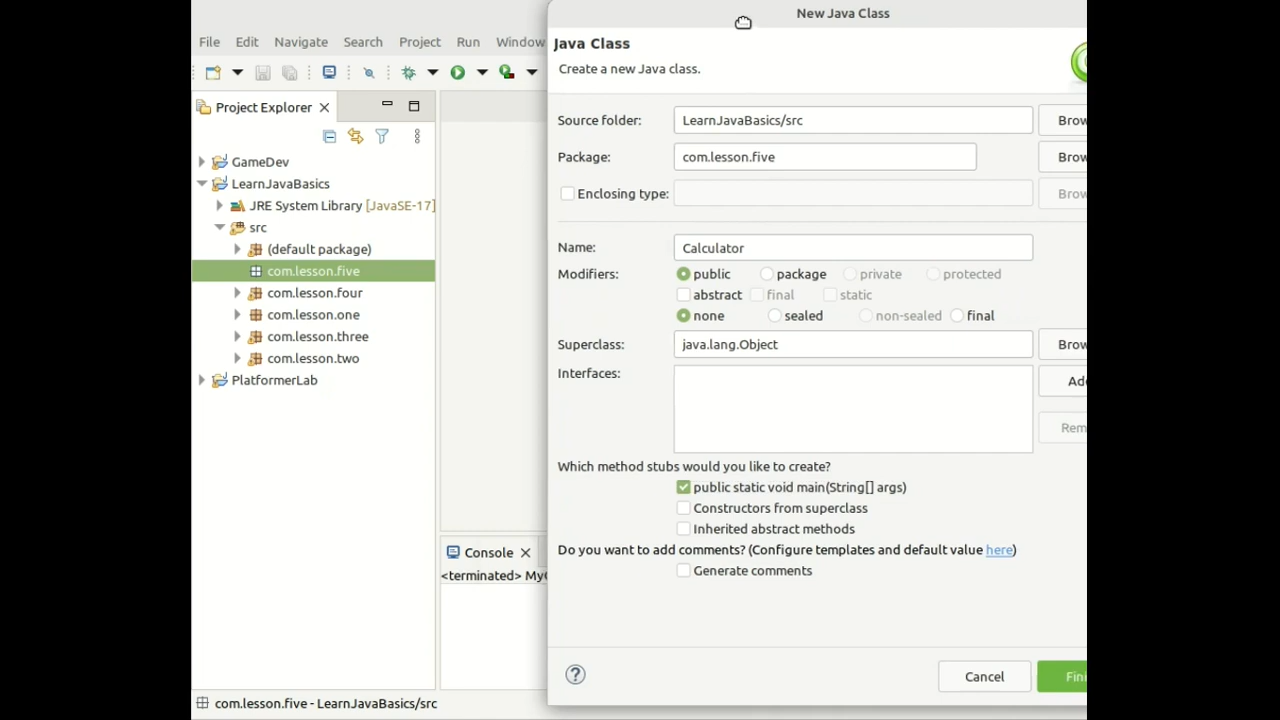 New Java Class
File Edit Navigate Search Project Run Window
Java Class
Create a new Java class.
Project Explorer
Source folder: LearnJavaBasics/src
Package: com.lesson.five
Enclosing type:
GameDev
LearnJavaBasics
JRE System Library [JavaSE-17]
src
(default package)
com.lesson.five
com.lesson.four
com.lesson.one
com.lesson.three
com.lesson.two
PlatformerLab
Name: Calculator
Modifiers: public package private protected
abstract final static
none sealed non-sealed final
Superclass: java.lang.Object
Interfaces:
Which method stubs would you like to create?
public static void main(String[] args)
Constructors from superclass
Inherited abstract methods
Do you want to add comments? (Configure templates and default value here)
Generate comments
Console
<terminated>
Cancel
com.lesson.five - LearnJavaBasics/src